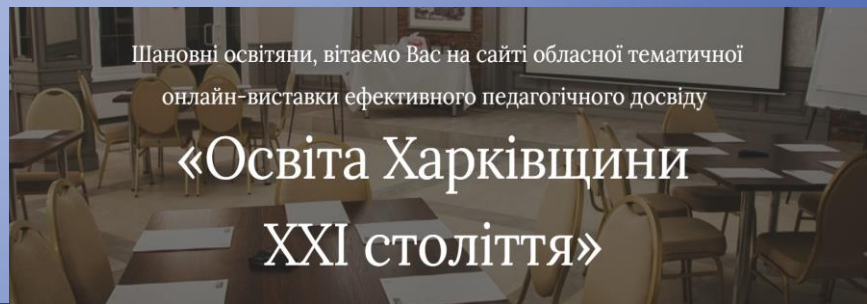 Шановні освітяни, вітаємо Вас на сайті обласної тематичної
онлайн-виставки ефективного педагогічного досвіду
«Освіта Харківщини
XXI століття»